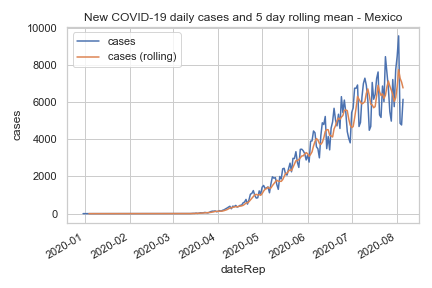 New COVID-19 daily cases and 5 day rolling mean - Mexico
cases
cases (rolling)
10000
8000
6000
4000
2000
0
cases
2020-01
2020-02
2020-03
2020-04
2020-05
2020-06
2020-07
2020-08
dateRep